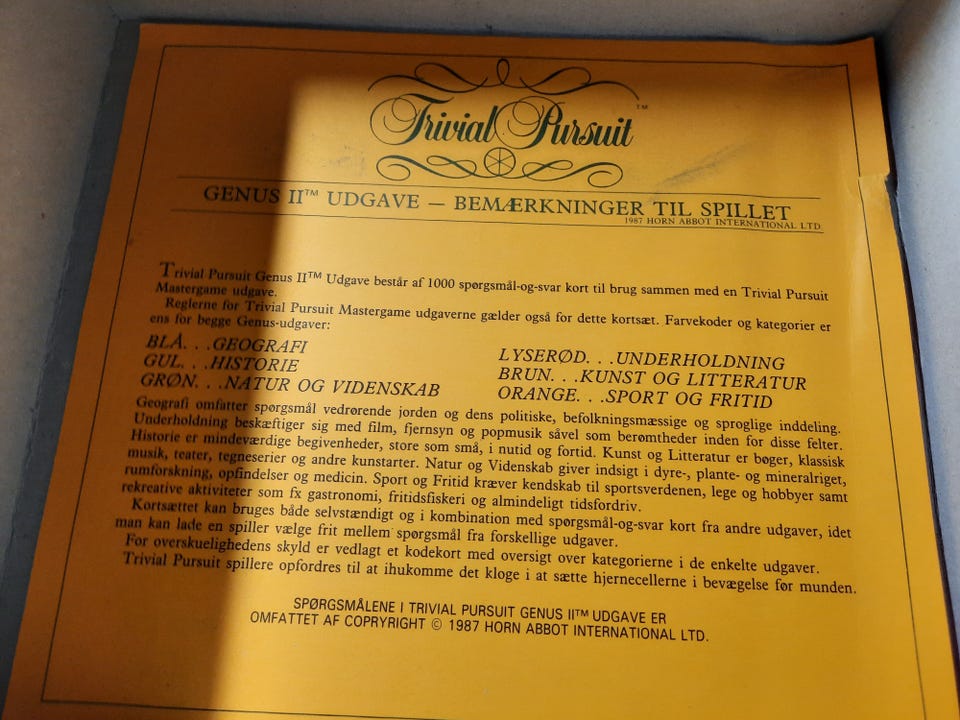 Trivial Pursuit™
GENUS II™ UDGAVE – BEMÆRKNINGER TIL SPILLET
1987 HORN ABBOT INTERNATIONAL LTD
Trivial Pursuit Genus II™ Udgave består af 1000 spørgsmål-og-svar kort til brug sammen med en Trivial Pursuit
Mastergame udgave.
Reglerne for Trivial Pursuit Mastergame udgaverne gælder også for dette kortsæt. Farvekoder og kategorier er
ens for begge Genus-udgaver:
BLÅ. . .GEOGRAFI
GUL. . .HISTORIE
GRØN. . .NATUR OG VIDENSKAB
LYSERØD. . .UNDERHOLDNING
BRUN. . .KUNST OG LITTERATUR
ORANGE. . .SPORT OG FRITID
Geografi omfatter spørgsmål vedrørende jorden og dens politiske, befolkningsmæssige og sproglige inddeling.
Underholdning beskæftiger sig med film, fjernsyn og popmusik såvel som berømtheder inden for disse felter.
Historie er mindeværdige begivenheder, store som små, i nutid og fortid. Kunst og Litteratur er bøger, klassisk
musik, teater, tegneserier og andre kunstarter. Natur og Videnskab giver indsigt i dyre-, plante- og mineralriget,
rumforskning, opfindelser og medicin. Sport og Fritid kræver kendskab til sportsverdenen, lege og hobbyer samt
rekreative aktiviteter som fx gastronomi, fritidsfiskeri og almindeligt tidsfordriv.
Kortsættet kan bruges både selvstændigt og i kombination med spørgsmål-og-svar kort fra andre udgaver, idet
man kan lade en spiller vælge frit mellem spørgsmål fra forskellige udgaver.
For overskuelighedens skyld er vedlagt et kodekort med oversigt over kategorierne i de enkelte udgaver.
Trivial Pursuit spillere opfordres til at ihukomme det kloge i at sætte hjernecellerne i bevægelse før munden.
SPØRGSMÅLENE I TRIVIAL PURSUIT GENUS II™ UDGAVE ER
OMFATTET AF COPRYRIGHT © 1987 HORN ABBOT INTERNATIONAL LTD.